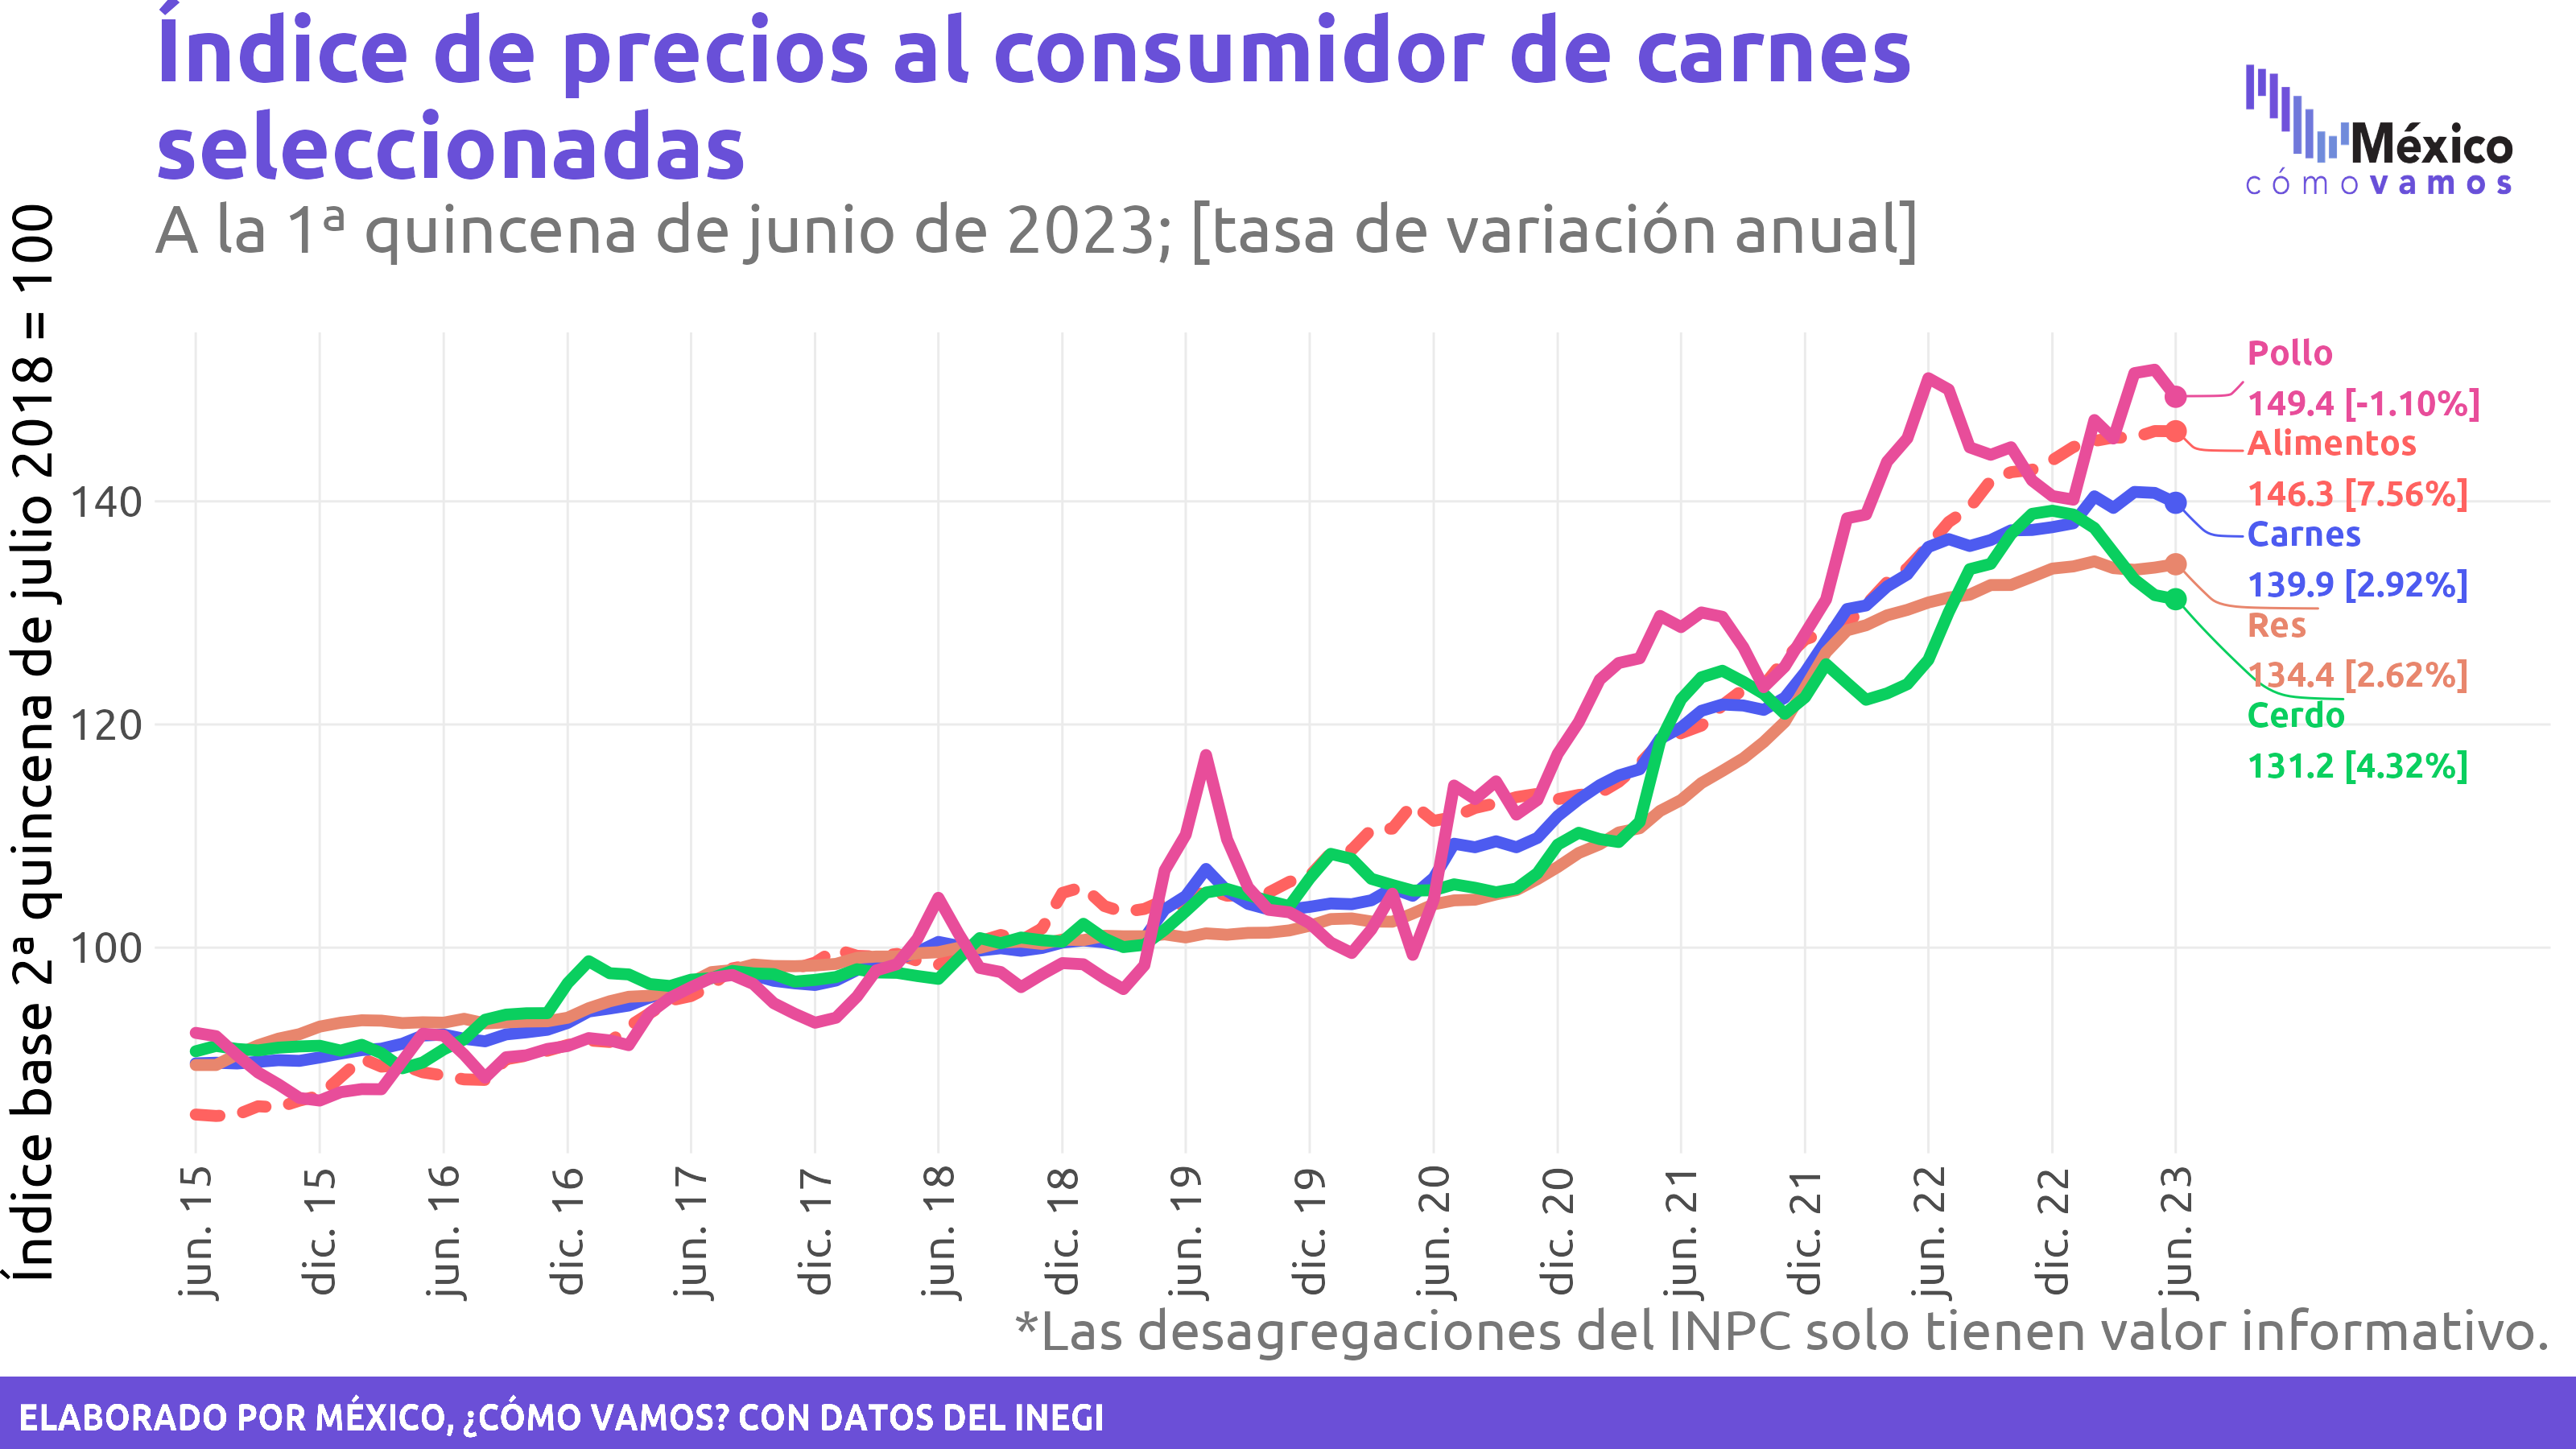 Índice de precios al consumidor de carnes
seleccionadas
A la 1ª quincena de junio de 2023; [tasa de variación anual]
México
cómo vamos
Índice base 2ª quincena de julio 2018 = 100
140
120
100
Pollo
149.4 [-1.10%]
Alimentos
146.3 [7.56%]
Carnes
139.9 [2.92%]
Res
134.4 [2.62%]
Cerdo
131.2 [4.32%]
jun. 15
dic. 15
jun. 16
dic. 16
jun. 17
dic. 17
jun. 18
dic. 18
jun. 19
dic. 19
jun. 20
dic. 20
jun. 21
dic. 21
jun. 22
dic. 22
jun. 23
*Las desagregaciones del INPC solo tienen valor informativo.
ELABORADO POR MÉXICO, ¿CÓMO VAMOS? CON DATOS DEL INEGI